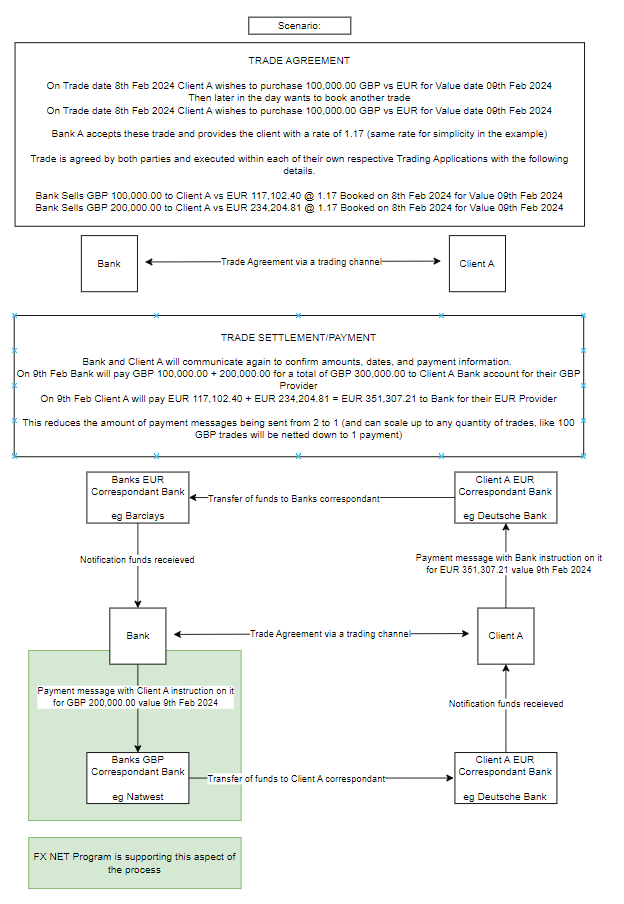 Scenario:
TRADE AGREEMENT
On Trade date 8th Feb 2024 Client A wishes to purchase 100,000.00 GBP vs EUR for Value date 09th Feb 2024
Then later in the day wants to book another trade
On Trade date 8th Feb 2024 Client A wishes to purchase 100,000.00 GBP vs EUR for Value date 09th Feb 2024
Bank A accepts these trade and provides the client with a rate of 1.17 (same rate for simplicity in the example)
Trade is agreed by both parties and executed within each of their own respective Trading Applications with the following
details.
Bank Sells GBP 100,000.00 to Client A vs EUR 117,102.40 @ 1.17 Booked on 8th Feb 2024 for Value 09th Feb 2024
Bank Sells GBP 200,000.00 to Client A vs EUR 234,204.81 @ 1.17 Booked on 8th Feb 2024 for Value 09th Feb 2024
Bank
Trade Agreement via a trading channel
Client A
TRADE SETTLEMENT/PAYMENT
Bank and Client A will communicate again to confirm amounts, dates, and payment information.
On 9th Feb Bank will pay GBP 100,000.00 + 200,000.00 for a total of GBP 300,000.00 to Client A Bank account for their GBP
Provider
On 9th Feb Client A will pay EUR 117,102.40 + EUR 234,204.81 = EUR 351,307.21 to Bank for their EUR Provider
This reduces the amount of payment messages being sent from 2 to 1 (and can scale up to any quantity of trades, like 100
GBP trades will be netted down to 1 payment)
Banks EUR
Correspondant Bank
eg Barclays
Transfer of funds to Banks correspondant
Client A EUR
Correspondant Bank
eg Deutsche Bank
Notification funds receieved
Payment message with Bank instruction on it
for EUR 351,307.21 value 9th Feb 2024
Bank
Trade Agreement via a trading channel
Client A
Payment message with Client A instruction on it
for GBP 200,000.00 value 9th Feb 2024
Notification funds receieved
Banks GBP
Correspondant Bank
eg Natwest
Transfer of funds to Client A correspondant
Client A EUR
Correspondant Bank
eg Deutsche Bank
FX NET Program is supporting this aspect of
the process